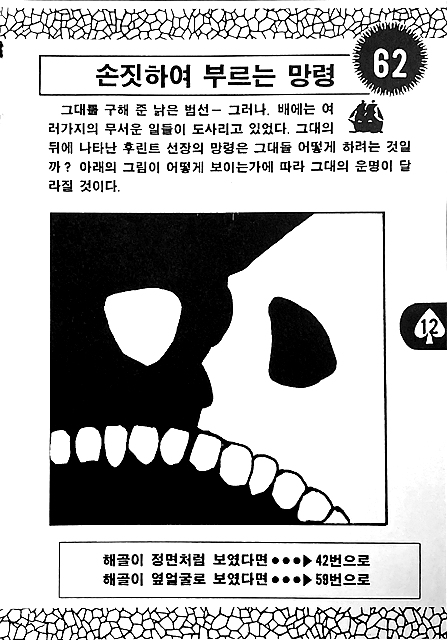 62
손짓하여 부르는 망령
그대를 구해 준 낡은 범선— 그러나, 배에는 여
러가지의 무서운 일들이 도사리고 있었다. 그대의
뒤에 나타난 후린트 선장의 망령은 그대들 어떻게 하려는 것일
까? 아래의 그림이 어떻게 보이는가에 따라 그대의 운명이 달
라질 것이다.
12
해골이 정면처럼 보였다면 •••▶ 42번으로
해골이 옆얼굴로 보였다면 •••▶ 59번으로